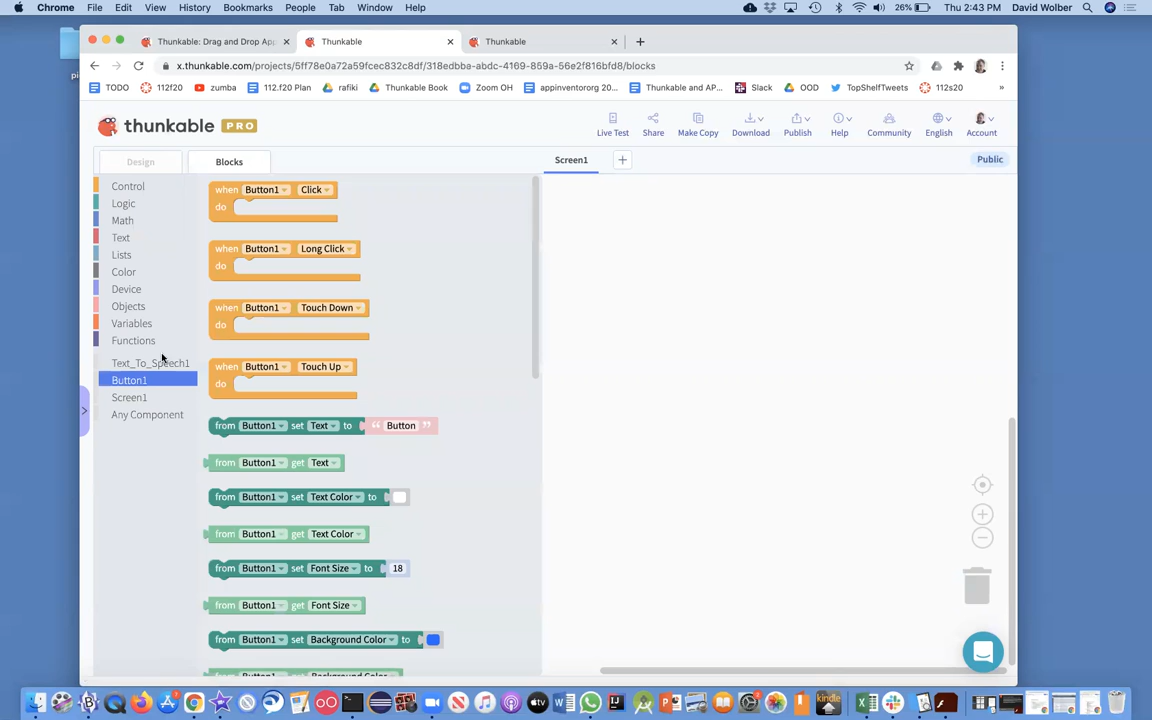 Chrome File Edit View History Bookmarks People Tab Window Help 26% Thu 2:43 PM David Wolber
Thunkable: Drag and Drop App Thunkable Thunkable
x.thunkable.com/projects/5ff78e0a72a59fcec832c8df/318edbba-abdc-4169-859a-56e2f816bfd8/blocks
TODO 112f20 zumba 112.f20 Plan rafiki Thunkable Book Zoom OH appinventororg 20... Thunkable and AP... Slack OOD TopShelfTweets 112s20 »
thunkable PRO
Live Test Share Make Copy Download Publish Help Community English Account
Design Blocks Screen1 Public
Control
Logic
Math
Text
Lists
Color
Device
Objects
Variables
Functions
Text_To_Speech1
Button1
Screen1
Any Component
when Button1 Click
do
when Button1 Long Click
do
when Button1 Touch Down
do
when Button1 Touch Up
do
from Button1 set Text to “ Button ”
from Button1 get Text
from Button1 set Text Color to
from Button1 get Text Color
from Button1 set Font Size to 18
from Button1 get Font Size
from Button1 set Background Color to